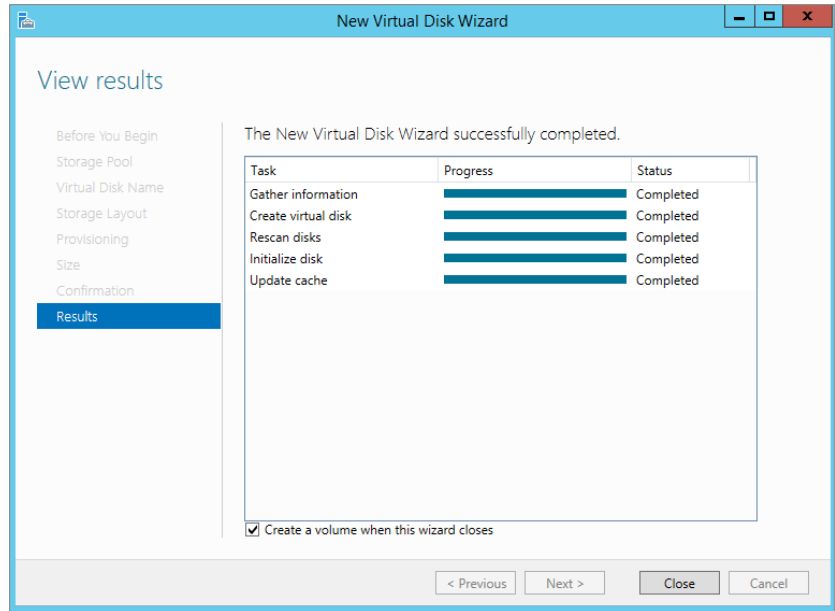 New Virtual Disk Wizard
View results
Before You Begin
Storage Pool
Virtual Disk Name
Storage Layout
Provisioning
Size
Confirmation
Results
The New Virtual Disk Wizard successfully completed.
Task Progress Status
Gather information Completed
Create virtual disk Completed
Rescan disks Completed
Initialize disk Completed
Update cache Completed
Create a volume when this wizard closes
< Previous Next > Close Cancel